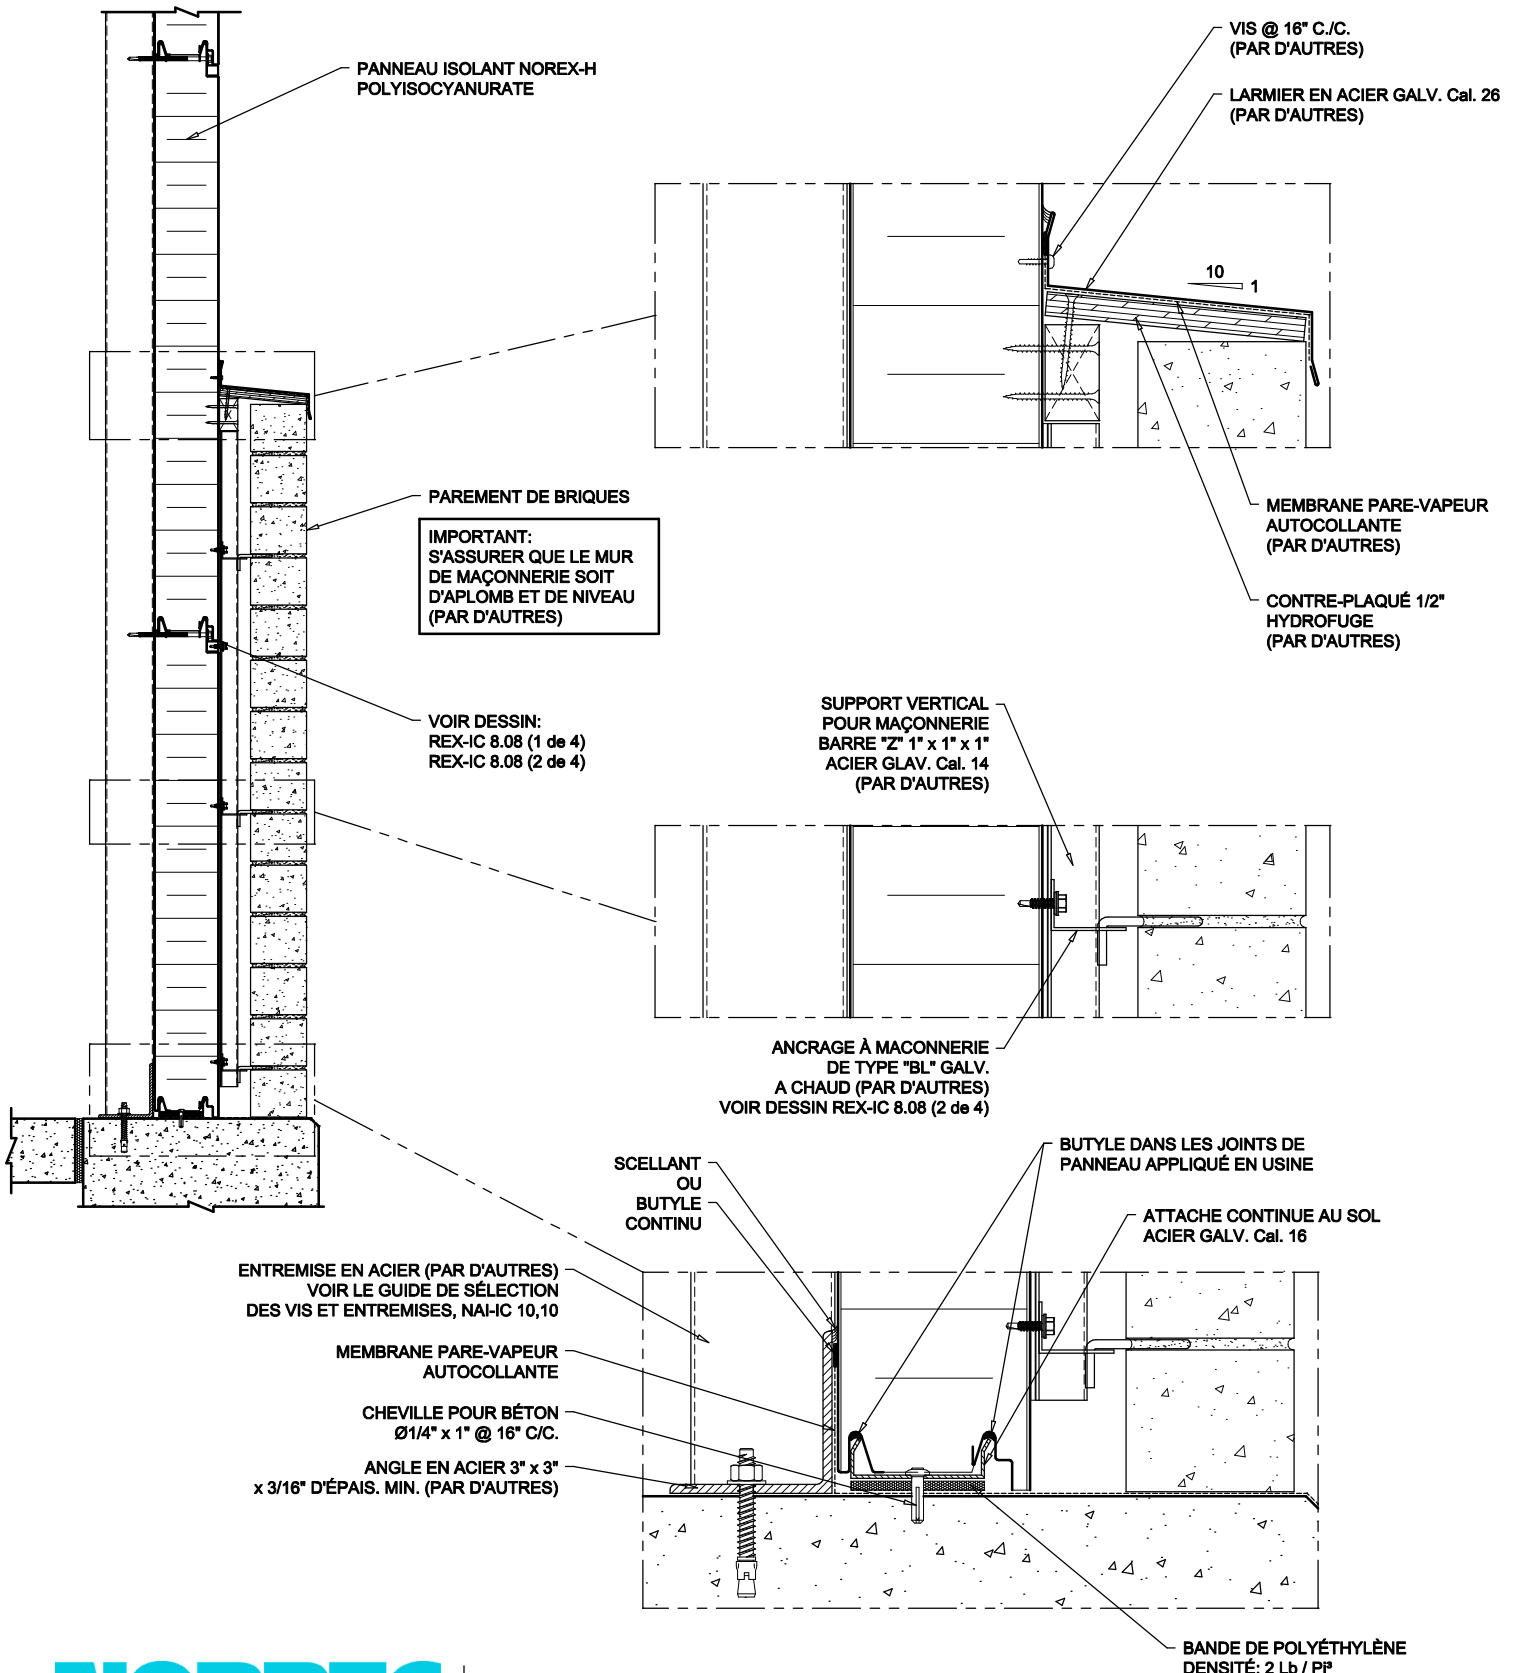 VIS @ 16" C./C.
(PAR D'AUTRES)
PANNEAU ISOLANT NOREX-H
POLYISOCYANURATE
LARMIER EN ACIER GALV. Cal. 26
(PAR D'AUTRES)
10
1
PAREMENT DE BRIQUES
IMPORTANT:
S'ASSURER QUE LE MUR
DE MAÇONNERIE SOIT
D'APLOMB ET DE NIVEAU
(PAR D'AUTRES)
MEMBRANE PARE-VAPEUR
AUTOCOLLANTE
(PAR D'AUTRES)
CONTRE-PLAQUÉ 1/2"
HYDROFUGE
(PAR D'AUTRES)
VOIR DESSIN:
REX-IC 8.08 (1 de 4)
REX-IC 8.08 (2 de 4)
SUPPORT VERTICAL
POUR MAÇONNERIE
BARRE "Z" 1" x 1" x 1"
ACIER GLAV. Cal. 14
(PAR D'AUTRES)
ANCRAGE À MACONNERIE
DE TYPE "BL" GALV.
A CHAUD (PAR D'AUTRES)
VOIR DESSIN REX-IC 8.08 (2 de 4)
SCELLANT
OU
BUTYLE
CONTINU
BUTYLE DANS LES JOINTS DE
PANNEAU APPLIQUÉ EN USINE
ATTACHE CONTINUE AU SOL
ACIER GALV. Cal. 16
ENTREMISE EN ACIER (PAR D'AUTRES)
VOIR LE GUIDE DE SÉLECTION
DES VIS ET ENTREMISES, NAI-IC 10,10
MEMBRANE PARE-VAPEUR
AUTOCOLLANTE
CHEVILLE POUR BÉTON
Ø1/4" x 1" @ 16" C/C.
ANGLE EN ACIER 3" x 3"
x 3/16" D'ÉPAIS. MIN. (PAR D'AUTRES)
BANDE DE POLYÉTHYLÈNE
DENSITÉ: 2 Lb / Pi³